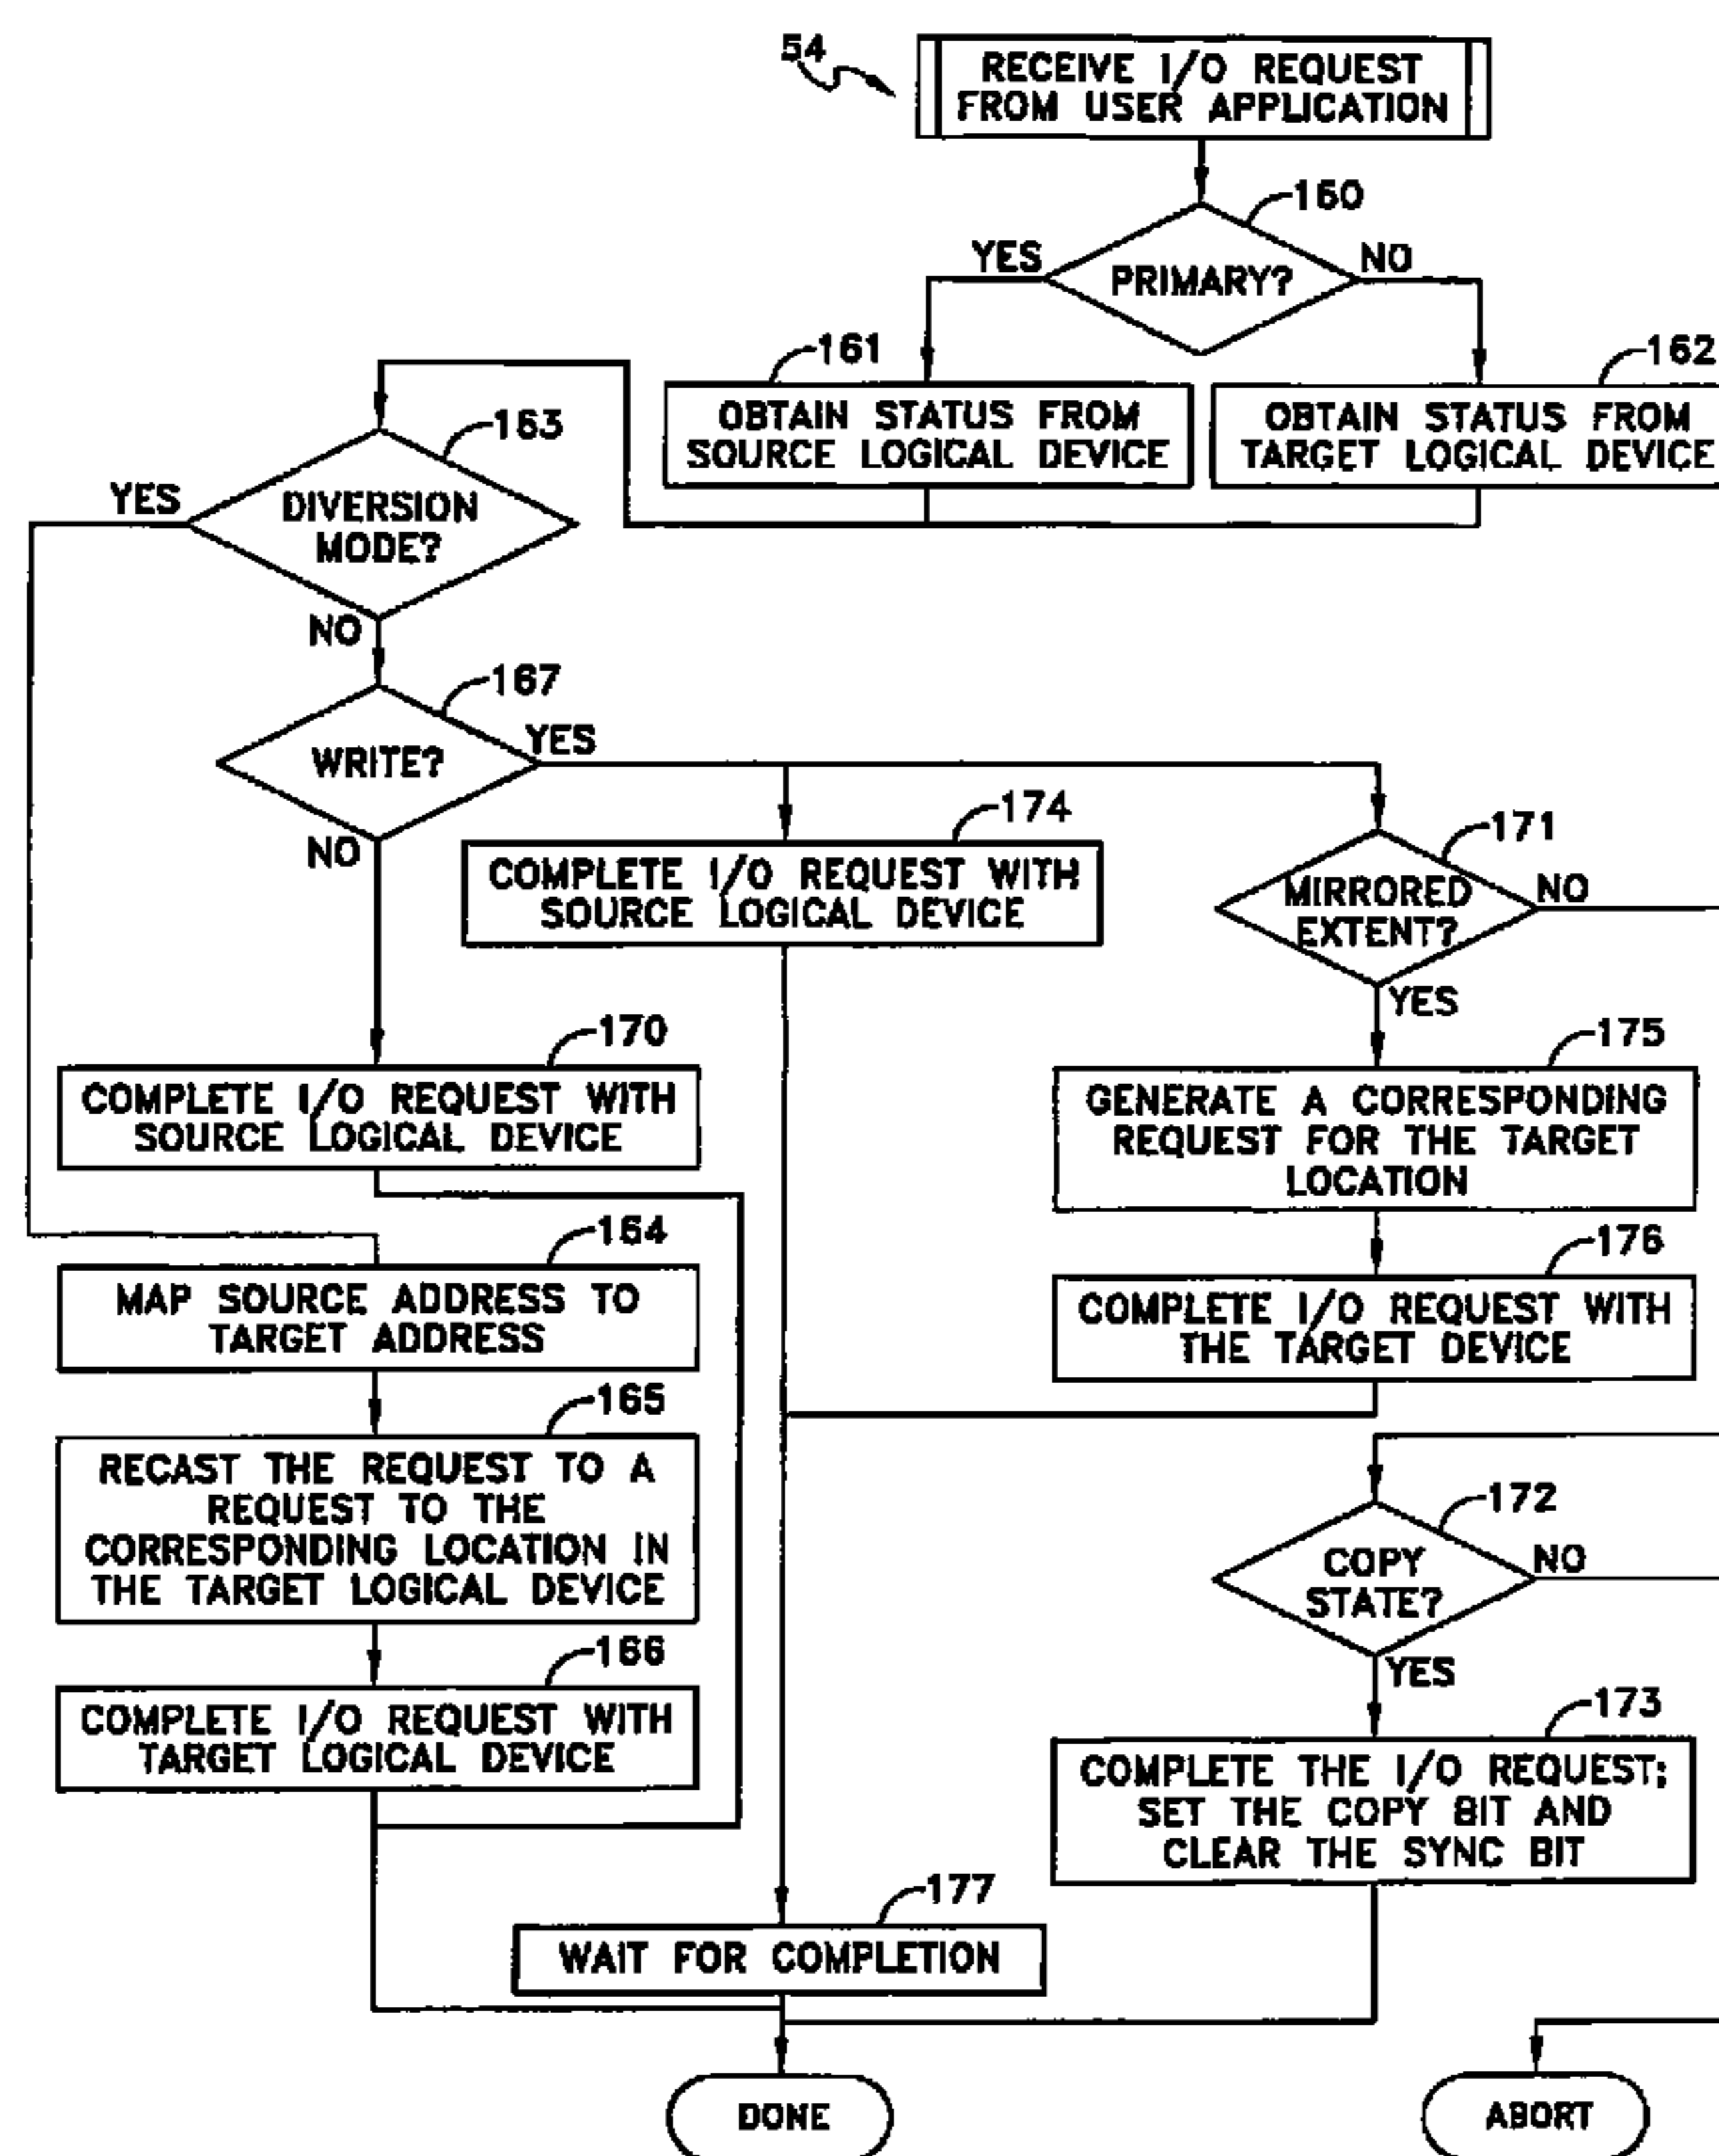 54
RECEIVE I/O REQUEST
FROM USER APPLICATION
160
YES
PRIMARY?
NO
161
OBTAIN STATUS FROM
SOURCE LOGICAL DEVICE
162
OBTAIN STATUS FROM
TARGET LOGICAL DEVICE
163
YES
DIVERSION
MODE?
NO
167
WRITE?
YES
NO
174
COMPLETE I/O REQUEST WITH
SOURCE LOGICAL DEVICE
171
MIRRORED
EXTENT?
NO
YES
170
COMPLETE I/O REQUEST WITH
SOURCE LOGICAL DEVICE
175
GENERATE A CORRESPONDING
REQUEST FOR THE TARGET
LOCATION
164
MAP SOURCE ADDRESS TO
TARGET ADDRESS
176
COMPLETE I/O REQUEST WITH
THE TARGET DEVICE
165
RECAST THE REQUEST TO A
REQUEST TO THE
CORRESPONDING LOCATION IN
THE TARGET LOGICAL DEVICE
172
COPY
STATE?
NO
YES
166
COMPLETE I/O REQUEST WITH
TARGET LOGICAL DEVICE
173
COMPLETE THE I/O REQUEST;
SET THE COPY BIT AND
CLEAR THE SYNC BIT
177
WAIT FOR COMPLETION
DONE
ABORT